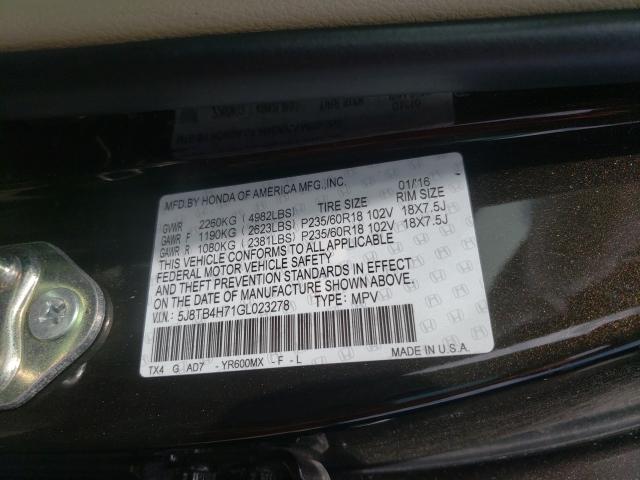 MFD.BY HONDA OF AMERICA MFG.,INC. 01/16
TIRE SIZE RIM SIZE
GVWR 2260KG ( 4982LBS)
GAWR F 1190KG ( 2623LBS) P235/60R18 102V 18X7.5J
GAWR R 1080KG ( 2381LBS) P235/60R18 102V 18X7.5J
THIS VEHICLE CONFORMS TO ALL APPLICABLE
FEDERAL MOTOR VEHICLE SAFETY
AND THEFT PREVENTION STANDARDS IN EFFECT
ON THE DATE OF MANUFACTURE SHOWN ABOVE.
V.I.N.: 5J8TB4H71GL023278 TYPE: MPV
TX4 G AD7 - YR600MX - F - L MADE IN U.S.A.